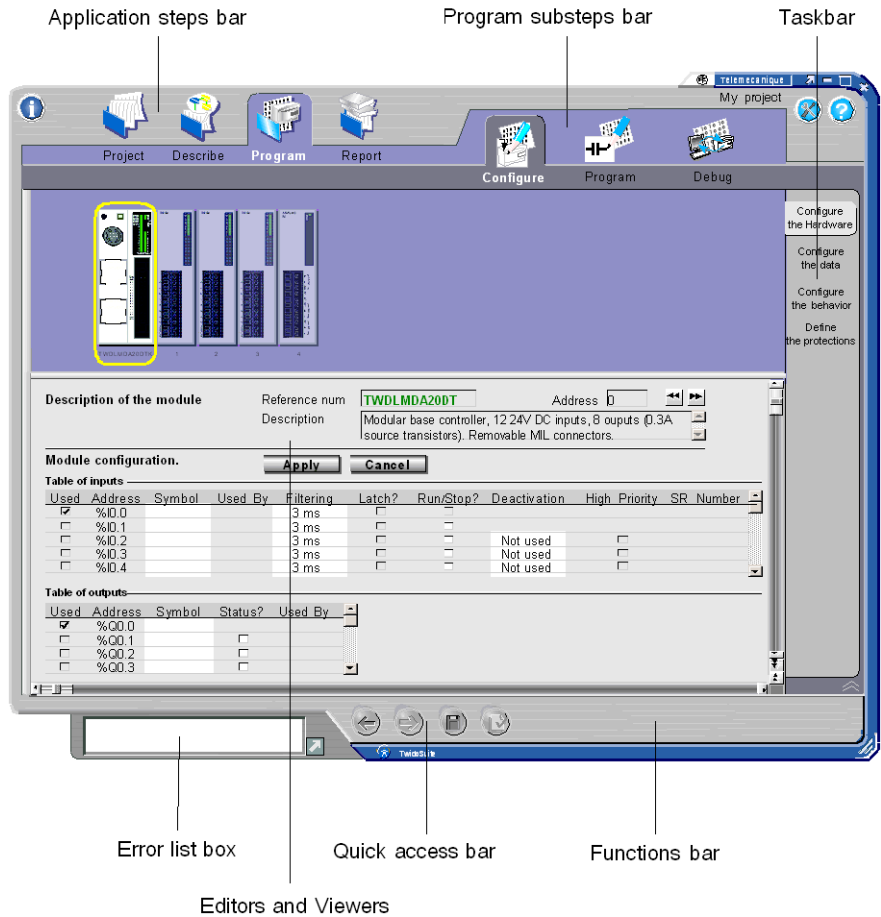 Application steps bar
Program substeps bar
Taskbar
Telemecanique
My project
Project
Describe
Program
Report
Configure
Program
Debug
Configure
the Hardware
Configure
the data
Configure
the behavior
Define
the protections
TWDLMDA20DT 1 2 3 4
Description of the module
Reference num TWDLMDA20DT Address 0
Description Modular base controller, 12 24V DC inputs, 8 ouputs (0.3A
source transistors). Removable MIL connectors.
Module configuration. Apply Cancel
Table of inputs
Used Address Symbol Used By Filtering Latch? Run/Stop? Deactivation High Priority SR Number
%I0.0 3 ms
%I0.1 3 ms
%I0.2 3 ms Not used
%I0.3 3 ms Not used
%I0.4 3 ms Not used
Table of outputs
Used Address Symbol Status? Used By
%Q0.0
%Q0.1
%Q0.2
%Q0.3
TwidoSuite
Error list box
Quick access bar
Functions bar
Editors and Viewers